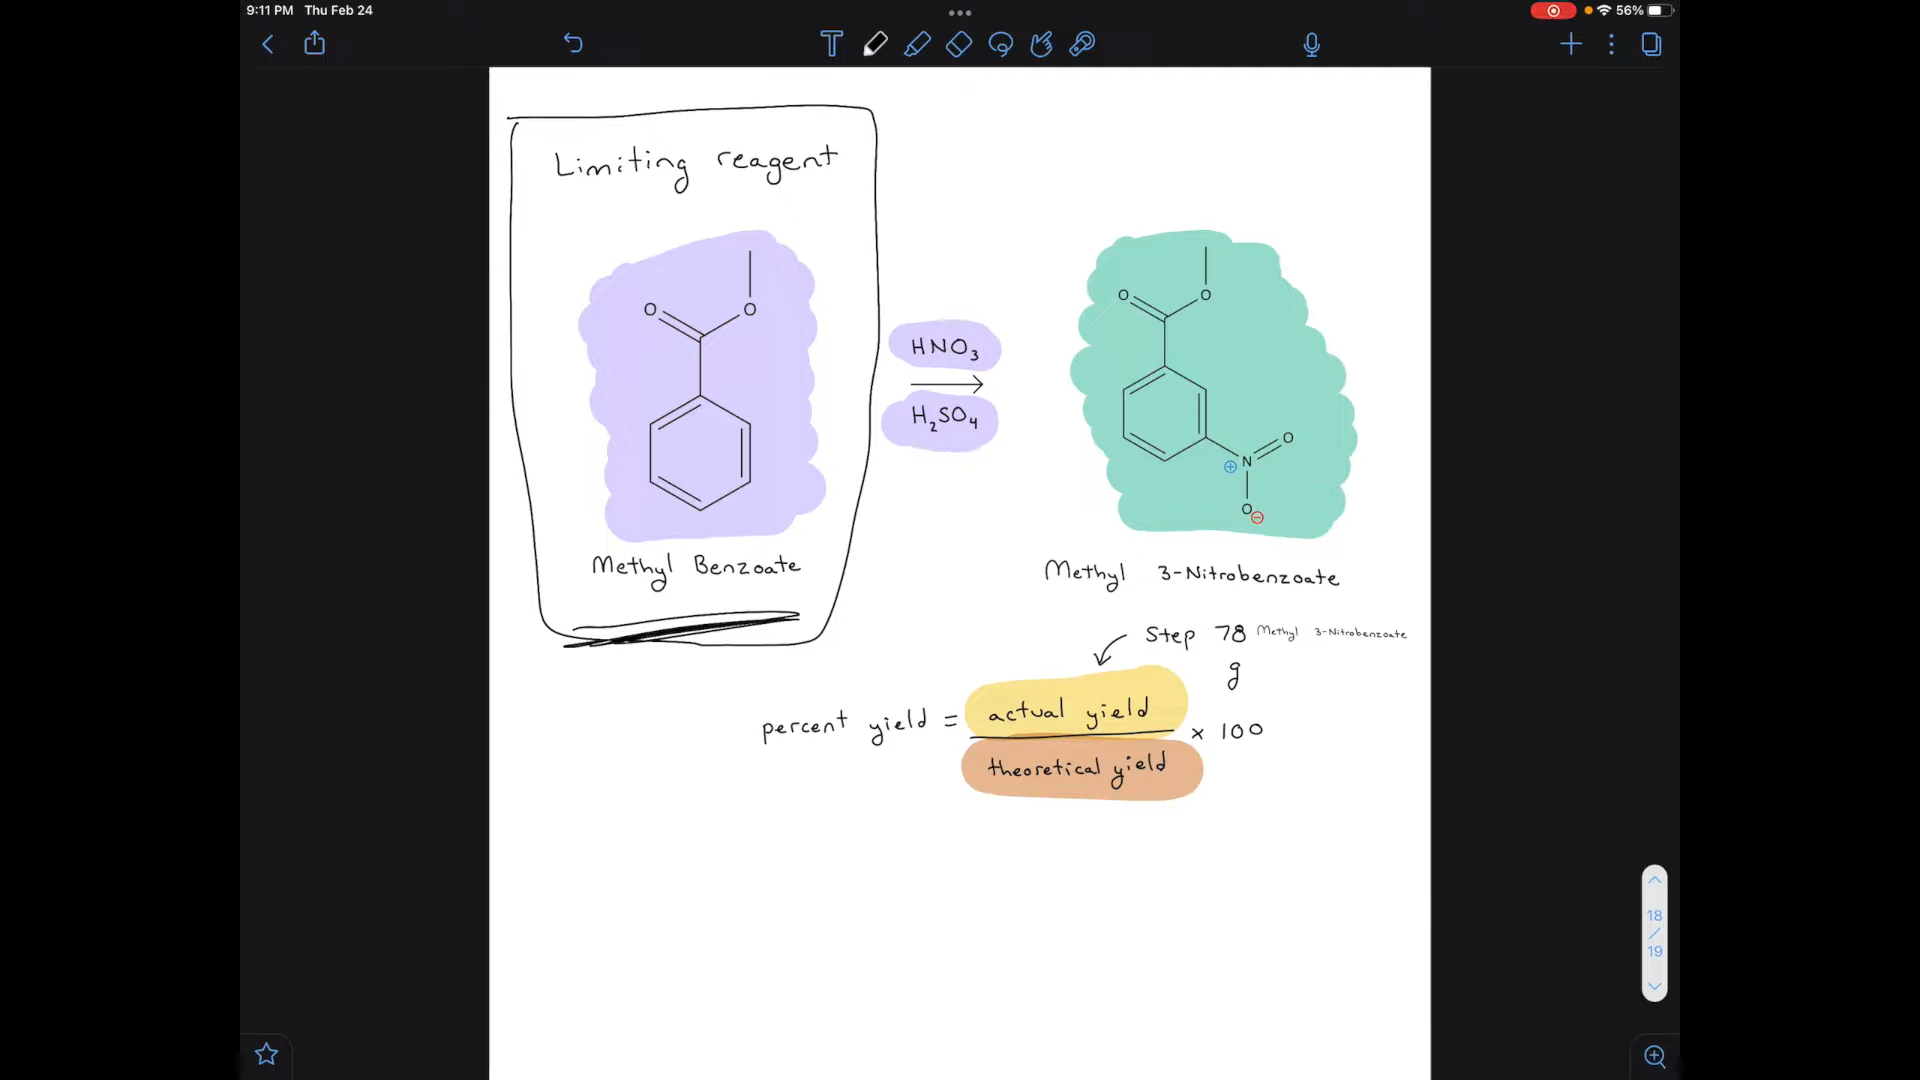 9:11 PM Thu Feb 24
56%
T
Limiting reagent
O
O
Methyl Benzoate
HNO₃
H₂SO₄
O
O
N
O
O
Methyl 3-Nitrobenzoate
Step 78 Methyl 3-Nitrobenzoate
g
percent yield = actual yield
theoretical yield
x 100
18
/
19